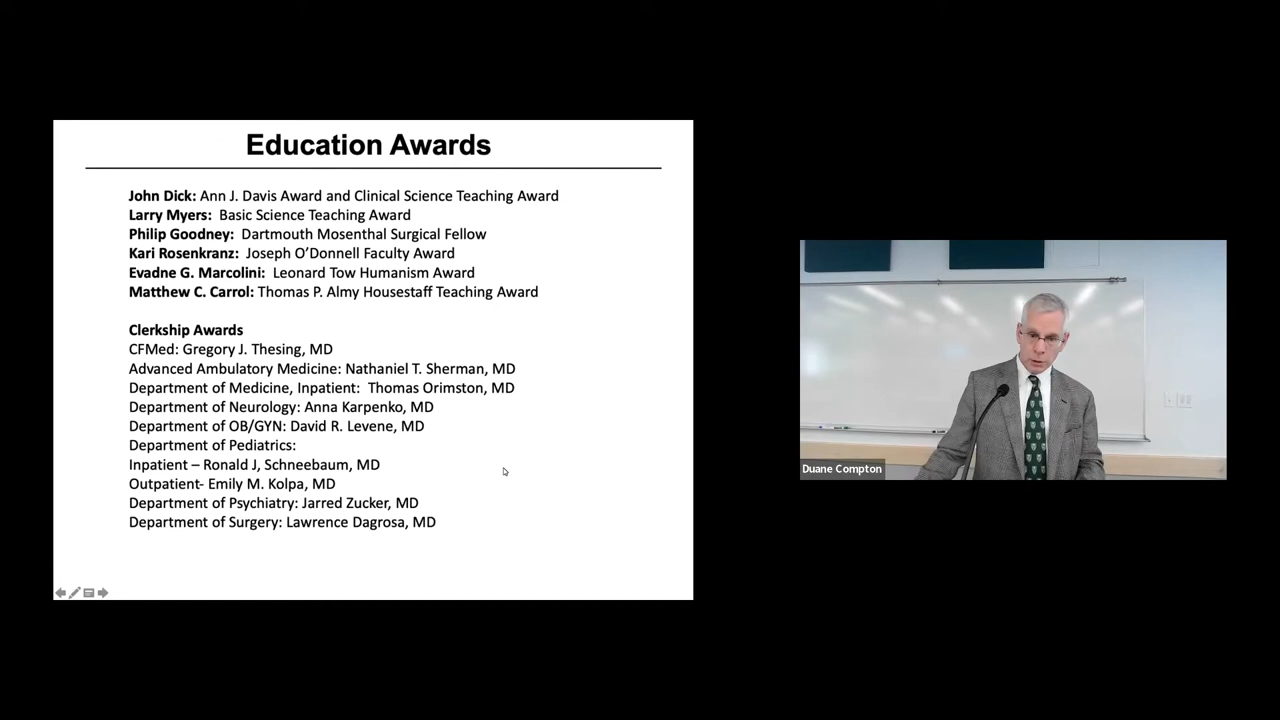 Education Awards
John Dick: Ann J. Davis Award and Clinical Science Teaching Award
Larry Myers: Basic Science Teaching Award
Philip Goodney: Dartmouth Mosenthal Surgical Fellow
Kari Rosenkranz: Joseph O’Donnell Faculty Award
Evadne G. Marcolini: Leonard Tow Humanism Award
Matthew C. Carrol: Thomas P. Almy Housestaff Teaching Award
Clerkship Awards
CFMed: Gregory J. Thesing, MD
Advanced Ambulatory Medicine: Nathaniel T. Sherman, MD
Department of Medicine, Inpatient: Thomas Orimston, MD
Department of Neurology: Anna Karpenko, MD
Department of OB/GYN: David R. Levene, MD
Department of Pediatrics:
Inpatient – Ronald J, Schneebaum, MD
Outpatient- Emily M. Kolpa, MD
Department of Psychiatry: Jarred Zucker, MD
Department of Surgery: Lawrence Dagrosa, MD
Duane Compton